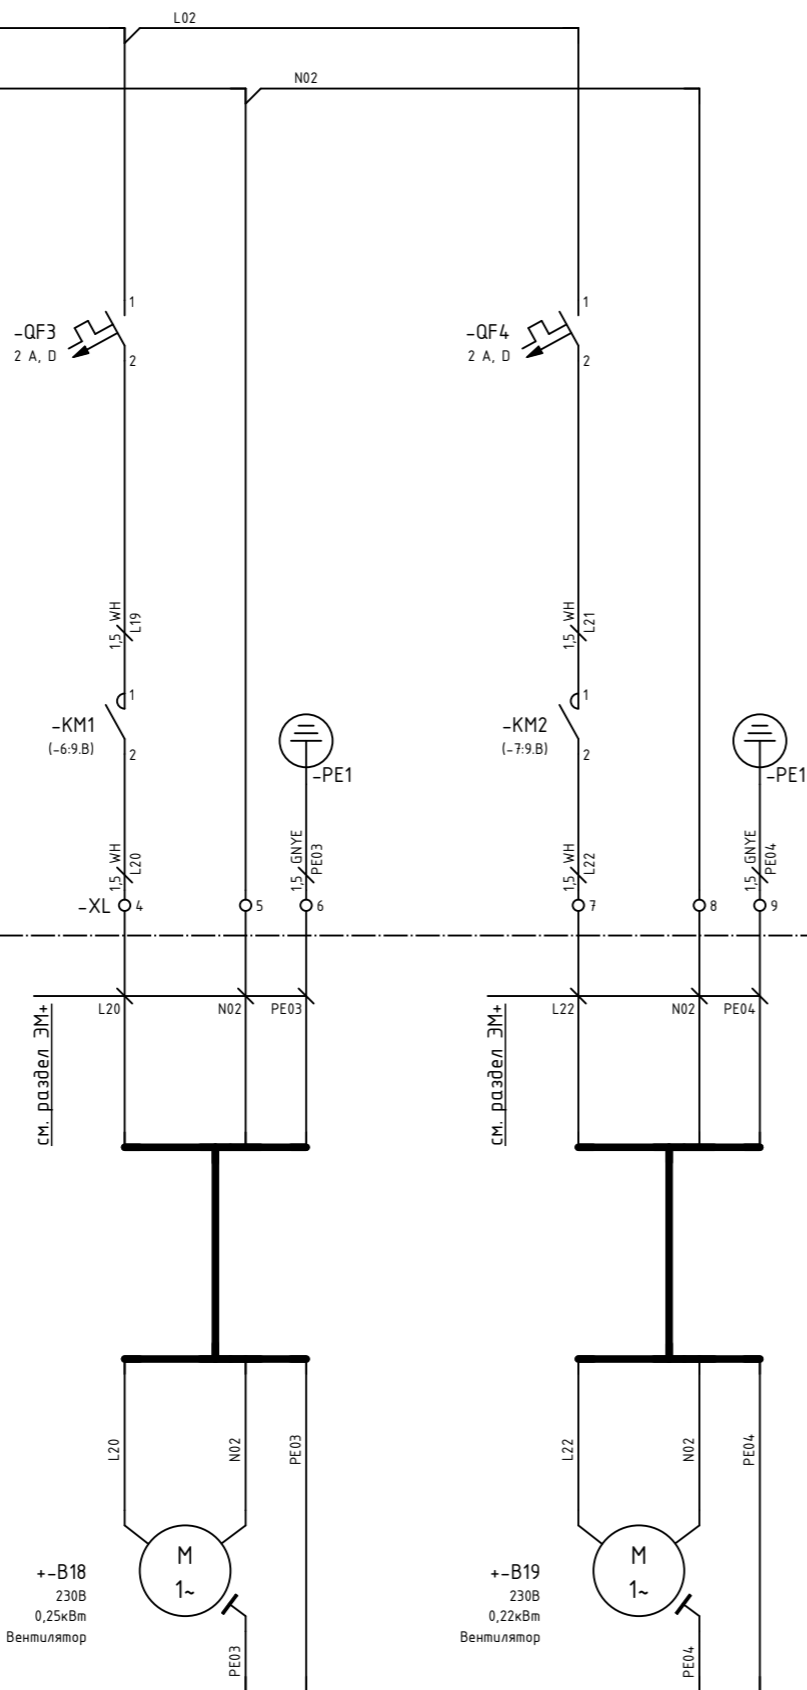 L02
N02
1
1
-QF3
2 A, D
2
-QF4
2 A, D
2
1,5 WH
L19
1,5 WH
L21
1
1
-KM1
(-6:9.B)
2
-PE1
-KM2
(-7:9.B)
2
-PE1
1,5 WH
L20
1,5 GNYE
PE03
1,5 WH
L22
1,5 GNYE
PE04
-XL
4
5
6
7
8
9
L20
N02
PE03
L22
N02
PE04
см. раздел ЭМ+
см. раздел ЭМ+
L20
N02
PE03
L22
N02
PE04
M
1~
M
1~
+-В18
230В
0,25кВт
Вентилятор
+-В19
230В
0,22кВт
Вентилятор
PE03
PE04